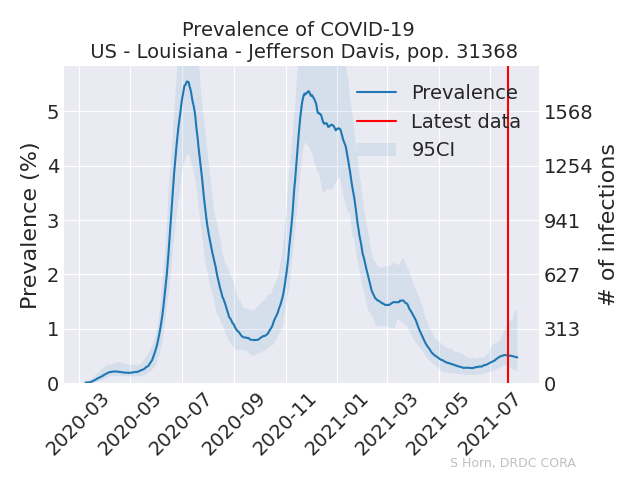 Prevalence of COVID-19
US - Louisiana - Jefferson Davis, pop. 31368
Prevalence
Latest data
95CI
Prevalence (%)
5
4
3
2
1
0
1568
1254
941
627
313
0
# of infections
2020-03
2020-05
2020-07
2020-09
2020-11
2021-01
2021-03
2021-05
2021-07
S Horn, DRDC CORA